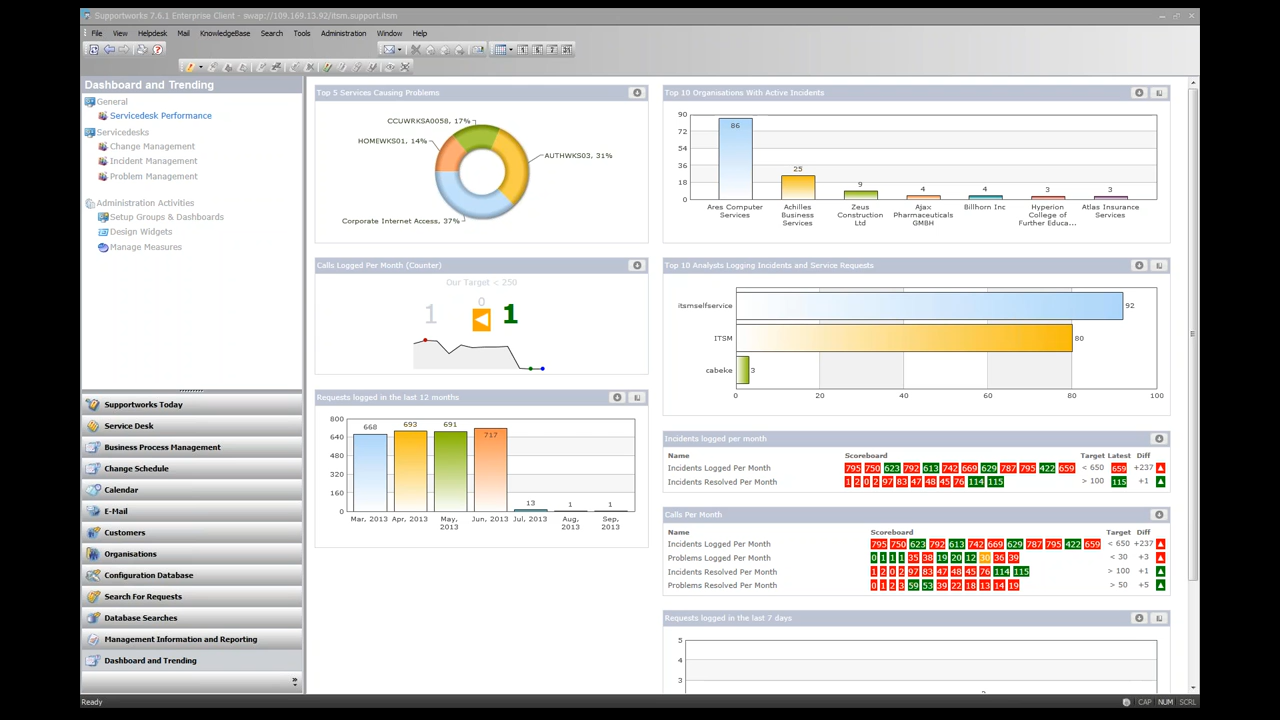 Supportworks 7.6.1 Enterprise Client - swap://109.169.13.92/itsm.support.itsm
File View Helpdesk Mail KnowledgeBase Search Tools Administration Window Help
Dashboard and Trending
General
Servicedesk Performance
Servicedesks
Change Management
Incident Management
Problem Management
Administration Activities
Setup Groups & Dashboards
Design Widgets
Manage Measures
Supportworks Today
Service Desk
Business Process Management
Change Schedule
Calendar
E-Mail
Customers
Organisations
Configuration Database
Search For Requests
Database Searches
Management Information and Reporting
Dashboard and Trending
»
Top 5 Services Causing Problems
CCUWRKSA0058, 17%
HOMEWKS01, 14%
AUTHWKS03, 31%
Corporate Internet Access, 37%
Calls Logged Per Month (Counter)
Our Target < 250
1 0 1
Requests logged in the last 12 months
800
640
480
320
160
0
668 693 691 717 13 1 1
Mar, 2013 Apr, 2013 May, 2013 Jun, 2013 Jul, 2013 Aug, 2013 Sep, 2013
Top 10 Organisations With Active Incidents
90
72
54
36
18
0
86 25 9 4 4 3 3
Ares Computer Services
Achilles Business Services
Zeus Construction Ltd
Ajax Pharmaceuticals GMBH
Billhorn Inc
Hyperion College of Further Educa...
Atlas Insurance Services
Top 10 Analysts Logging Incidents and Service Requests
itsmselfservice 92
ITSM 80
cabeke 3
0 20 40 60 80 100
Incidents logged per month
Name Scoreboard Target Latest Diff
Incidents Logged Per Month 795 750 623 792 613 742 669 629 787 795 422 659 < 650 659 +237
Incidents Resolved Per Month 1 2 0 2 97 83 47 48 45 76 114 115 > 100 115 +1
Calls Per Month
Name Scoreboard Target Diff
Incidents Logged Per Month 795 750 623 792 613 742 669 629 787 795 422 659 < 650 +237
Problems Logged Per Month 0 1 1 1 35 38 19 20 12 30 36 39 < 30 +3
Incidents Resolved Per Month 1 2 0 2 97 83 47 48 45 76 114 115 > 100 +1
Problems Resolved Per Month 0 1 2 3 59 53 39 22 18 13 14 19 > 50 +5
Requests logged in the last 7 days
5
4
3
Ready
CAP NUM SCRL